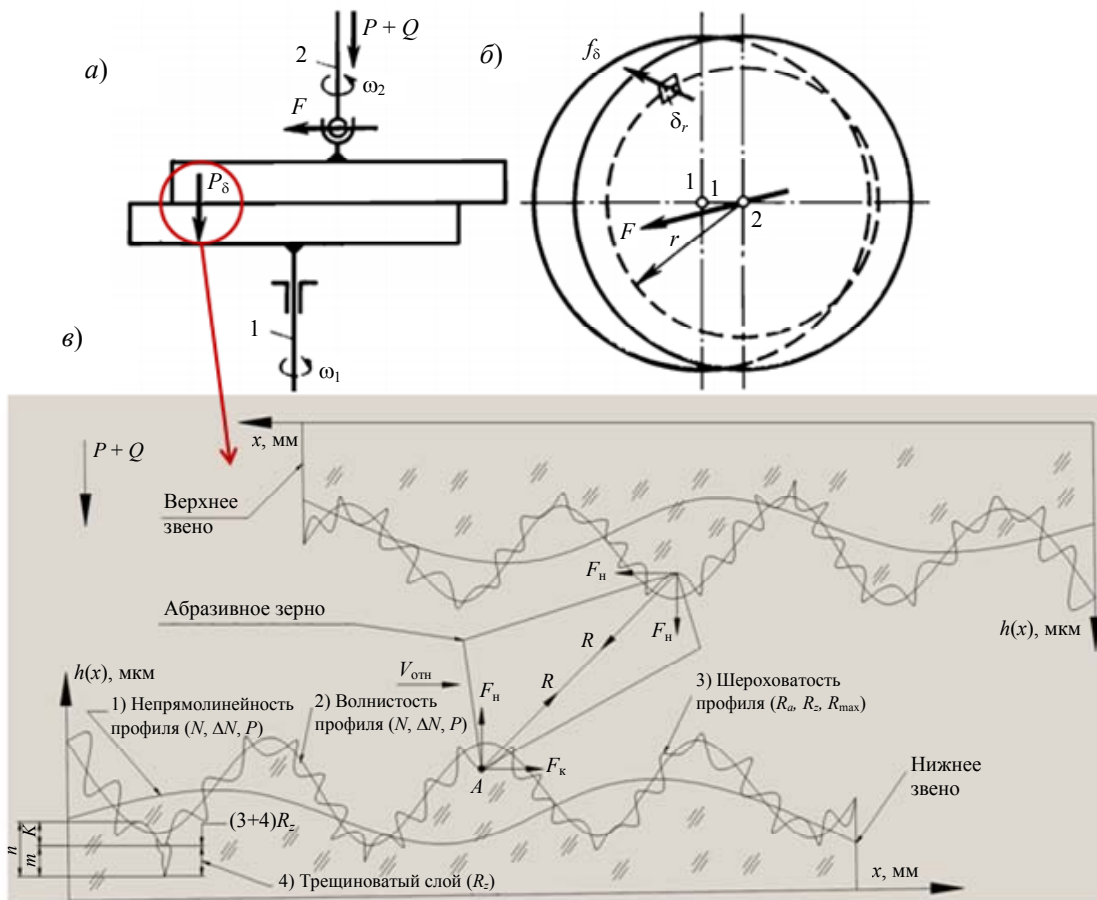 а)
P + Q
2
ω2
F
Pδ
1
ω1
б)
fδ
δr
1
1
2
F
r
в)
x, мм
P + Q
Верхнее
звено
Fн
Абразивное зерно
Fн
R
h(x), мкм
h(x), мкм
Vотн
Fн
R
3) Шероховатость
профиля (Ra, Rz, Rmax)
1) Непрямолинейность
профиля (N, ΔN, P)
2) Волнистость
профиля (N, ΔN, P)
A
Fк
Нижнее
звено
(3+4)Rz
n
K
m
4) Трещиноватый слой (Rz)
x, мм